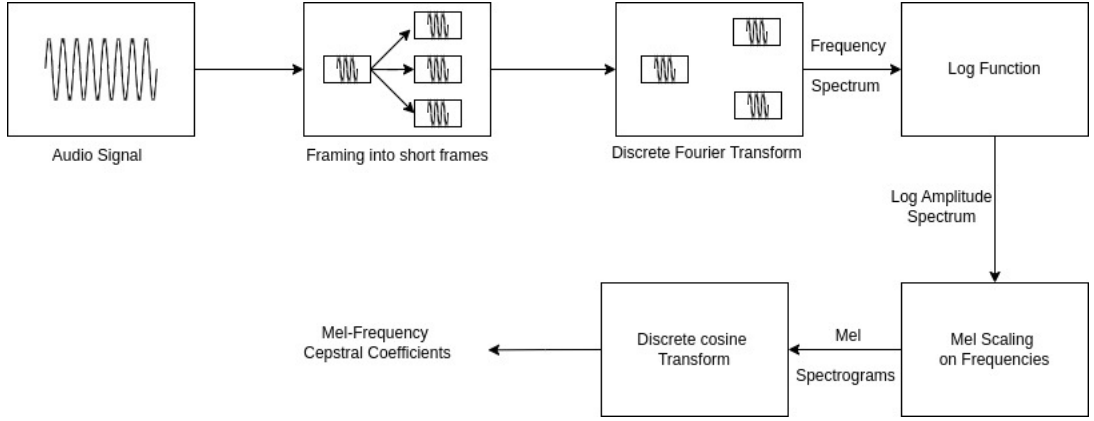 Audio Signal
Framing into short frames
Discrete Fourier Transform
Frequency
Spectrum
Log Function
Log Amplitude
Spectrum
Mel Scaling
on Frequencies
Mel
Spectrograms
Discrete cosine
Transform
Mel-Frequency
Cepstral Coefficients